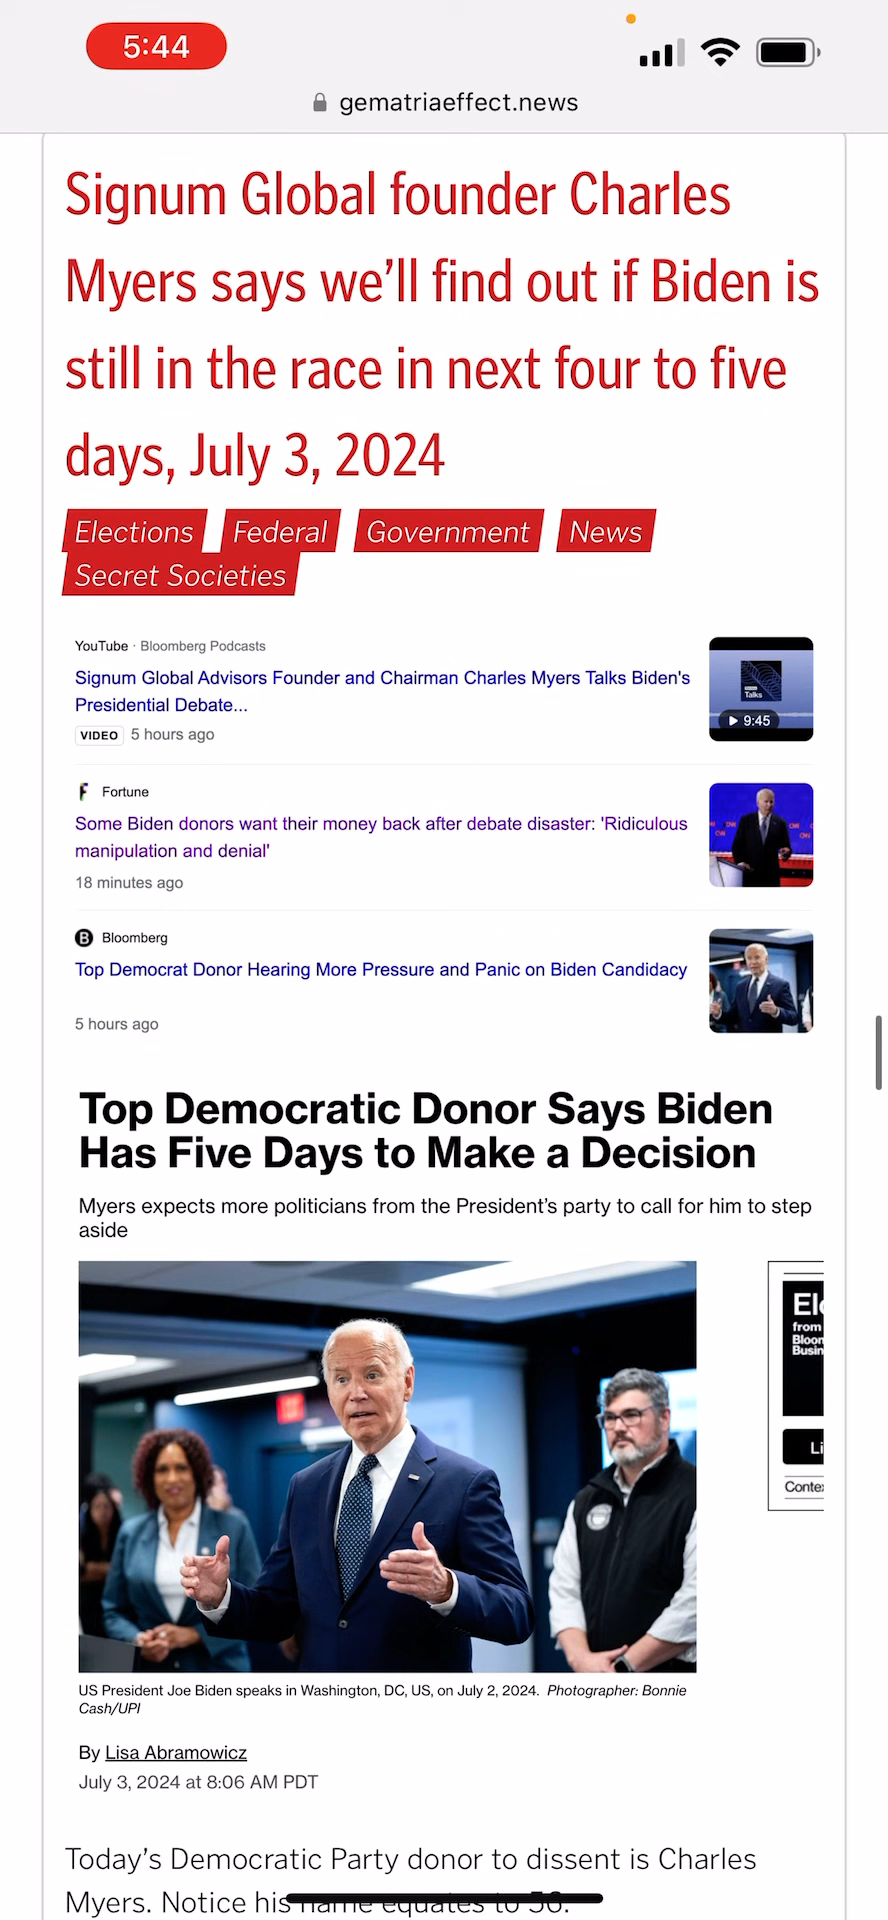 5:44
gematriaeffect.news
Signum Global founder Charles
Myers says we’ll find out if Biden is
still in the race in next four to five
days, July 3, 2024
Elections Federal Government News
Secret Societies
YouTube · Bloomberg Podcasts
Signum Global Advisors Founder and Chairman Charles Myers Talks Biden's
Presidential Debate...
VIDEO 5 hours ago
Talks
9:45
Fortune
Some Biden donors want their money back after debate disaster: 'Ridiculous
manipulation and denial'
18 minutes ago
B Bloomberg
Top Democrat Donor Hearing More Pressure and Panic on Biden Candidacy
5 hours ago
Top Democratic Donor Says Biden
Has Five Days to Make a Decision
Myers expects more politicians from the President’s party to call for him to step
aside
from
US President Joe Biden speaks in Washington, DC, US, on July 2, 2024. Photographer: Bonnie
Cash/UPI
By Lisa Abramowicz
July 3, 2024 at 8:06 AM PDT
Today’s Democratic Party donor to dissent is Charles
Myers. Notice his name equates to 56.